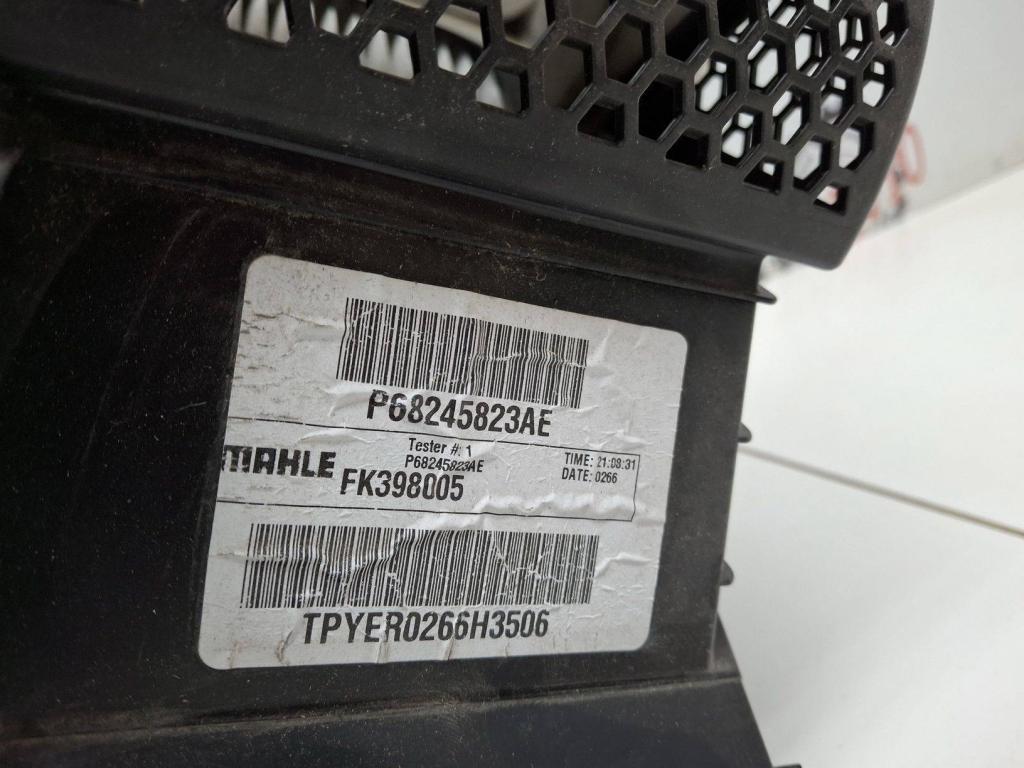 P68245823AE
Tester #: 1
P68245823AE
TIME: 21:08:31
DATE: 0266
MAHLE
FK398005
TPYER0266H3506